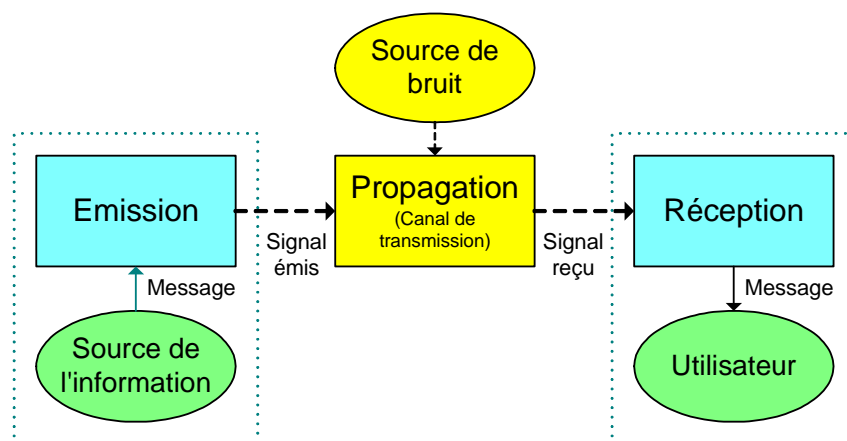 Source de
bruit
Emission
Propagation
(Canal de
transmission)
Réception
Signal
émis
Signal
reçu
Message
Message
Source de
l'information
Utilisateur